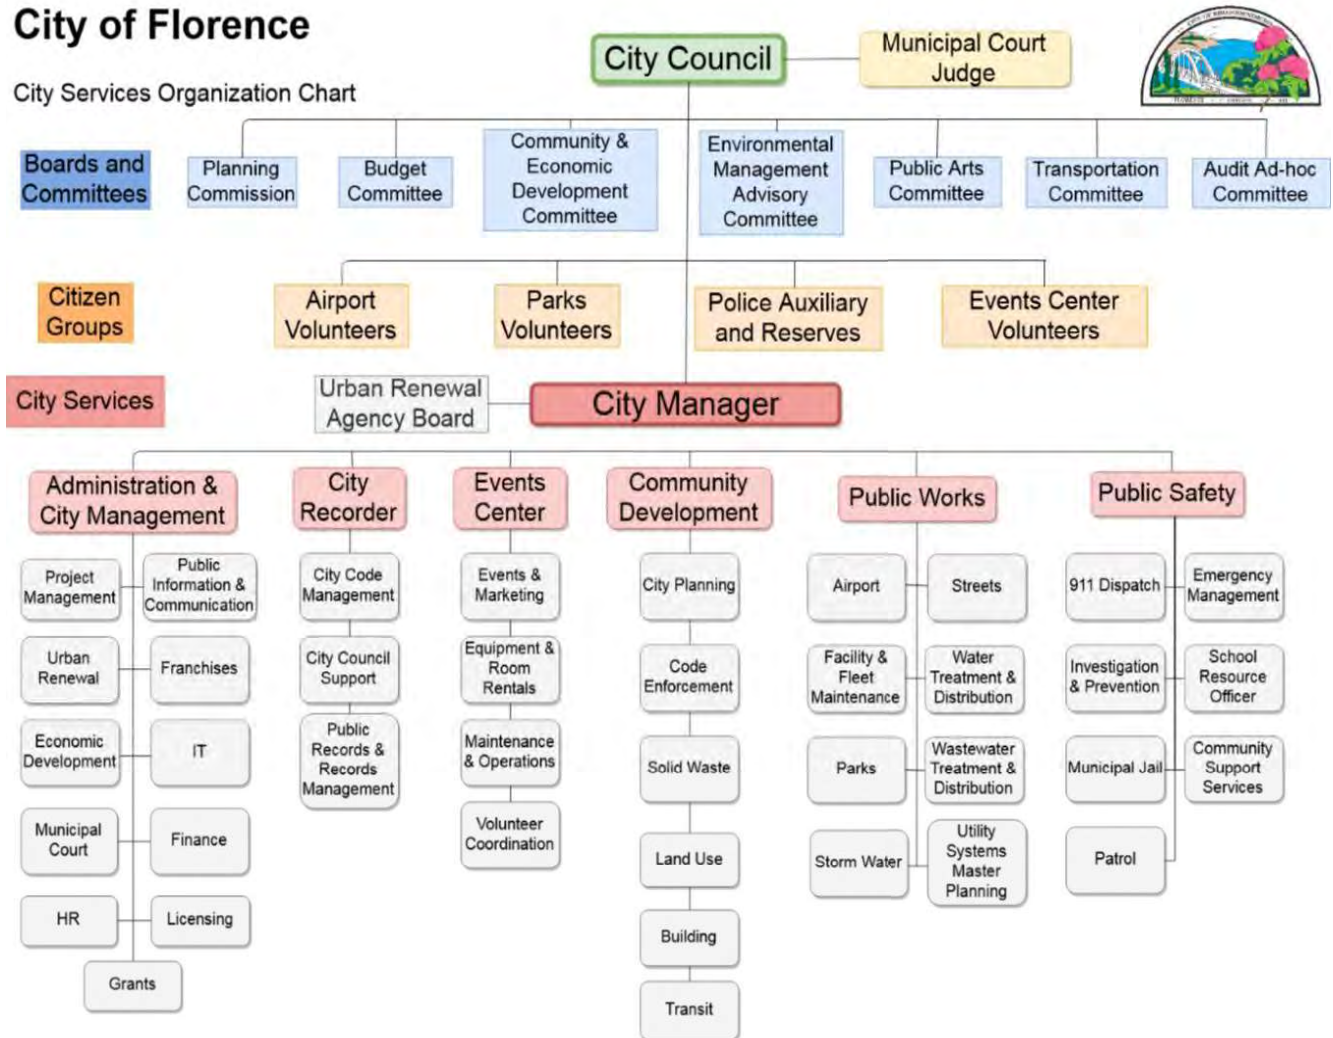 City of Florence
City Services Organization Chart
City Council
Municipal Court
Judge
Boards and
Committees
Planning
Commission
Budget
Committee
Community &
Economic
Development
Committee
Environmental
Management
Advisory
Committee
Public Arts
Committee
Transportation
Committee
Audit Ad-hoc
Committee
Citizen
Groups
Airport
Volunteers
Parks
Volunteers
Police Auxiliary
and Reserves
Events Center
Volunteers
City Services
Urban Renewal
Agency Board
City Manager
Administration &
City Management
City
Recorder
Events
Center
Community
Development
Public Works
Public Safety
Project
Management
Public
Information &
Communication
Urban
Renewal
Franchises
Economic
Development
IT
Municipal
Court
Finance
HR
Licensing
Grants
City Code
Management
City Council
Support
Public
Records &
Records
Management
Events &
Marketing
Equipment &
Room
Rentals
Maintenance
& Operations
Volunteer
Coordination
City Planning
Code
Enforcement
Solid Waste
Land Use
Building
Transit
Airport
Streets
Facility &
Fleet
Maintenance
Water
Treatment &
Distribution
Parks
Wastewater
Treatment &
Distribution
Storm Water
Utility
Systems
Master
Planning
911 Dispatch
Emergency
Management
Investigation
& Prevention
School
Resource
Officer
Municipal Jail
Community
Support
Services
Patrol